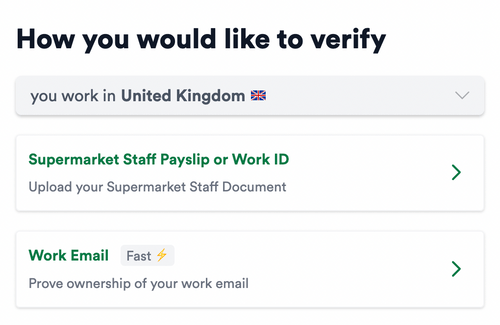 How you would like to verify
you work in United Kingdom 🇬🇧
Supermarket Staff Payslip or Work ID
Upload your Supermarket Staff Document
Work Email Fast ⚡
Prove ownership of your work email